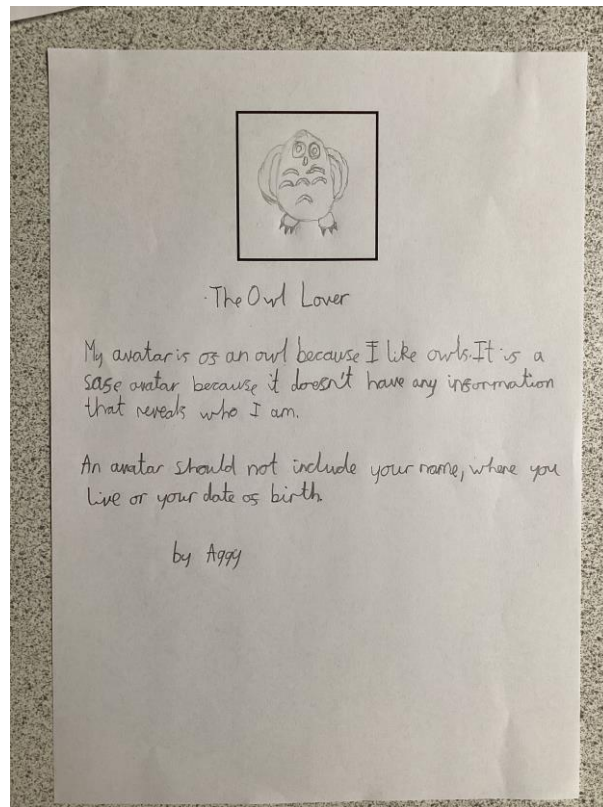 The Owl Lover
My avatar is of an owl because I like owls. It is a
safe avatar because it doesn't have any information
that reveals who I am.
An avatar should not include your name, where you
live or your date of birth.
by Aggy